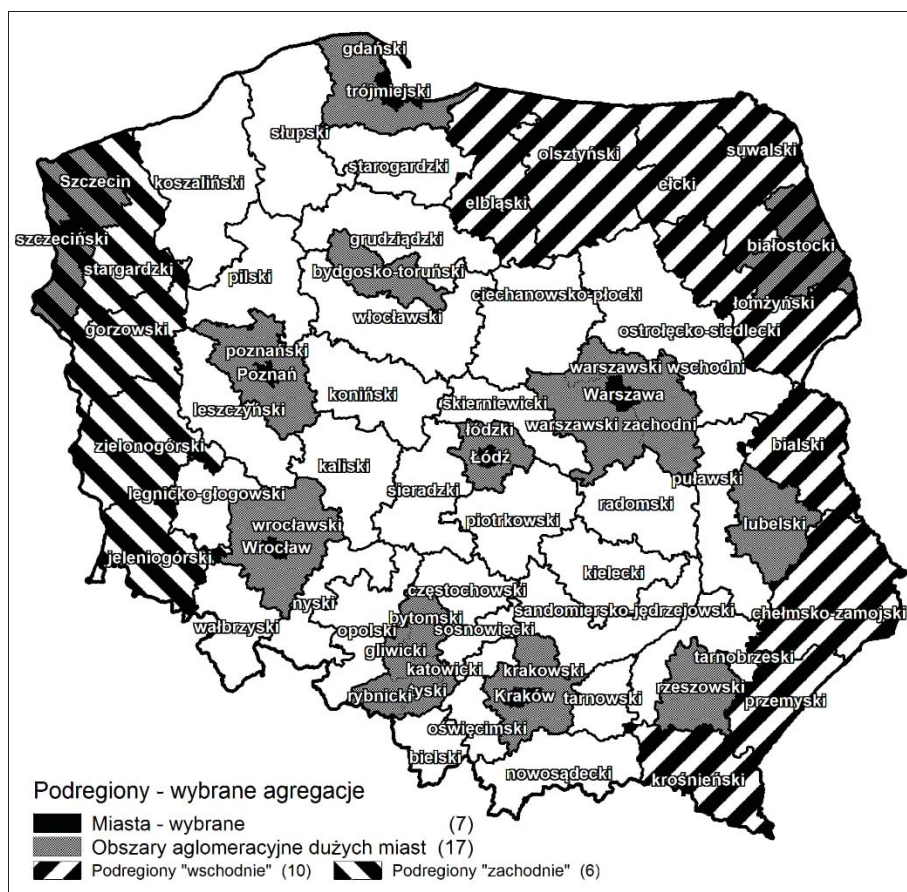 gdański
trójmiejski
słupski
starogardzki
olsztyński
suwalski
ełcki
elbląski
Szczecin
koszaliński
szczeciński
stargardzki
grudziądzki
białostocki
bydgosko-toruński
pilski
ciechanowsko-płocki
łomżyński
gorzowski
włocławski
ostrołęcko-siedlecki
poznański
Poznań
warszawski wschodni
Warszawa
koniński
skierniewicki
leszczyński
łódzki
warszawski zachodni
zielonogórski
Łódź
bialski
kaliski
legnicko-głogowski
sieradzki
puławski
radomski
wrocławski
piotrkowski
lubelski
Wrocław
jeleniogórski
kielecki
nyski
częstochowski
wałbrzyski
bytomski
sandomiersko-jędrzejowski
chełmsko-zamojski
opolski
sosnowiecki
gliwicki
katowicki
krakowski
tarnobrzeski
rybnicki
tyski
Kraków
tarnowski
rzeszowski
przemyski
oświęcimski
bielski
nowosądecki
krośnieński
Podregiony - wybrane agregacje
Miasta - wybrane (7)
Obszary aglomeracyjne dużych miast (17)
Podregiony "wschodnie" (10) Podregiony "zachodnie" (6)